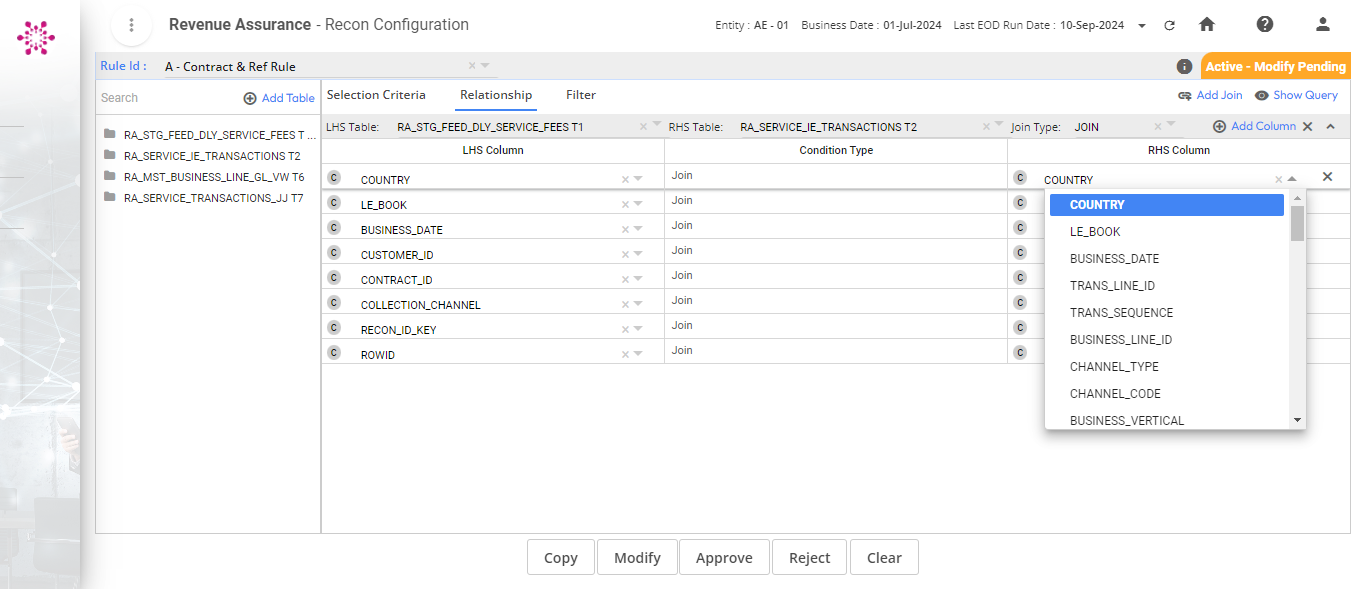 Revenue Assurance - Recon Configuration
Entity : AE - 01 Business Date : 01-Jul-2024 Last EOD Run Date : 10-Sep-2024
Rule Id : A - Contract & Ref Rule
Active - Modify Pending
Search Add Table
Selection Criteria Relationship Filter
Add Join Show Query
RA_STG_FEED_DLY_SERVICE_FEES T ...
RA_SERVICE_IE_TRANSACTIONS T2
RA_MST_BUSINESS_LINE_GL_VW T6
RA_SERVICE_TRANSACTIONS_JJ T7
LHS Table: RA_STG_FEED_DLY_SERVICE_FEES T1 RHS Table: RA_SERVICE_IE_TRANSACTIONS T2 Join Type: JOIN Add Column
LHS Column Condition Type RHS Column
C COUNTRY Join C COUNTRY
C LE_BOOK Join C
C BUSINESS_DATE Join C
C CUSTOMER_ID Join C
C CONTRACT_ID Join C
C COLLECTION_CHANNEL Join C
C RECON_ID_KEY Join C
C ROWID Join C
COUNTRY
LE_BOOK
BUSINESS_DATE
TRANS_LINE_ID
TRANS_SEQUENCE
BUSINESS_LINE_ID
CHANNEL_TYPE
CHANNEL_CODE
BUSINESS_VERTICAL
Copy Modify Approve Reject Clear